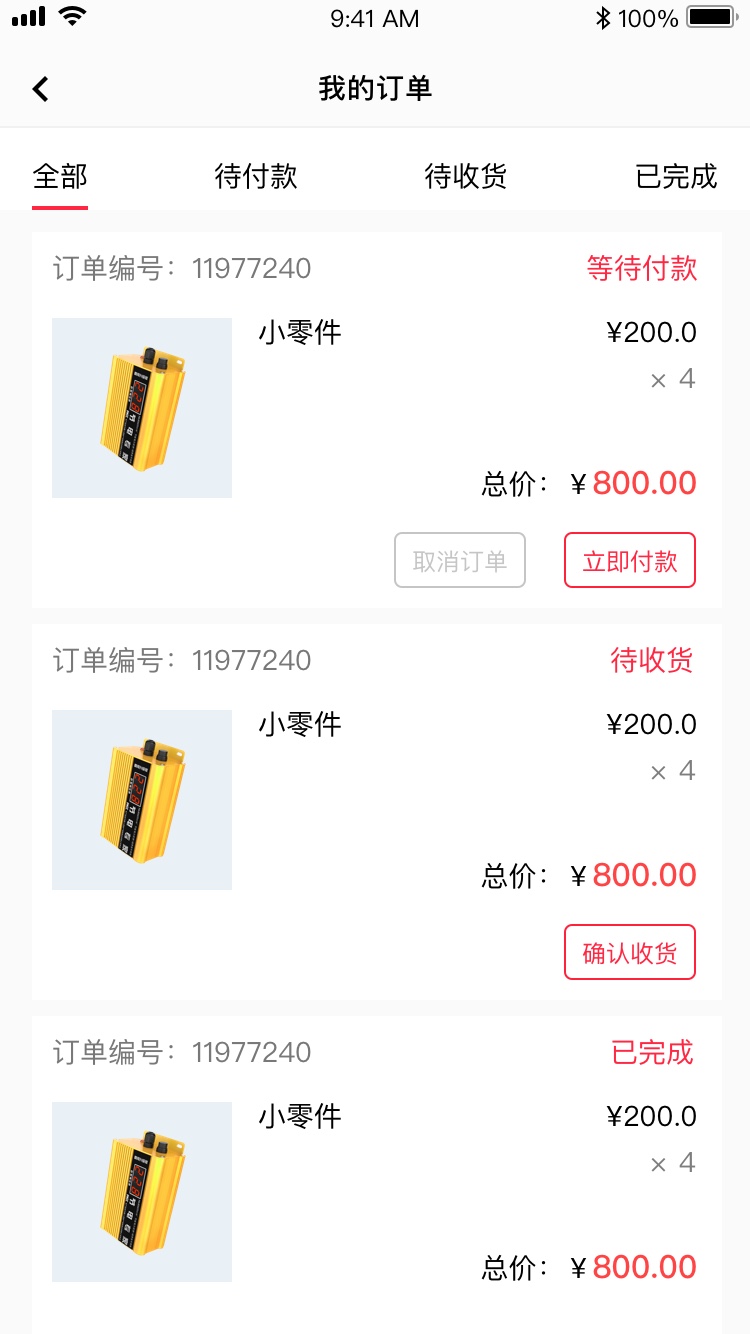 9:41 AM 100%
我的订单
全部 待付款 待收货 已完成
订单编号：11977240 等待付款
小零件 ¥200.0
× 4
总价： ¥800.00
取消订单 立即付款
订单编号：11977240 待收货
小零件 ¥200.0
× 4
总价： ¥800.00
确认收货
订单编号：11977240 已完成
小零件 ¥200.0
× 4
总价： ¥800.00